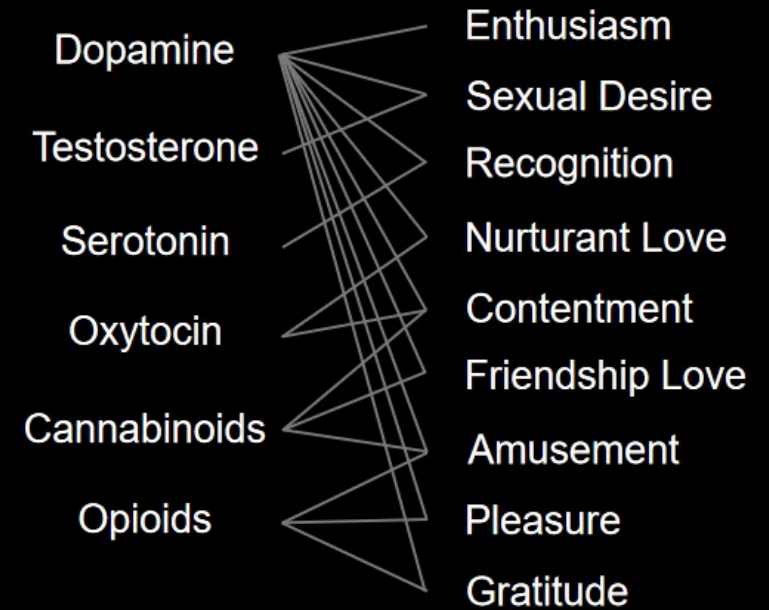 Dopamine
Testosterone
Serotonin
Oxytocin
Cannabinoids
Opioids
Enthusiasm
Sexual Desire
Recognition
Nurturant Love
Contentment
Friendship Love
Amusement
Pleasure
Gratitude